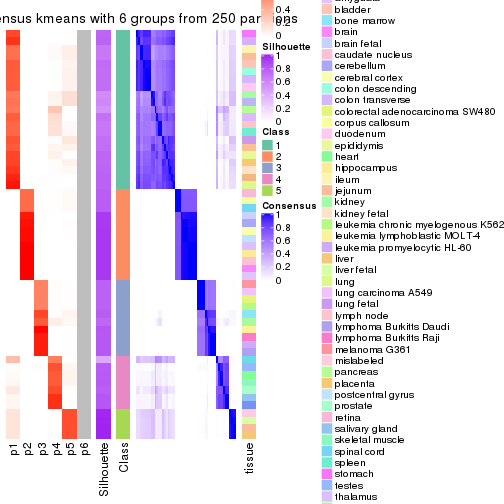 nsus kmeans with 6 groups from 250 par
ns
0.4
0.2
0
Silhouette
1
0.8
0.6
0.4
0.2
0
Class
1
2
3
4
5
Consensus
1
0.8
0.6
0.4
0.2
0
p1
p2
p3
p4
p5
p6
Silhouette
Class
tissue
bladder
bone marrow
brain
brain fetal
caudate nucleus
cerebellum
cerebral cortex
colon descending
colon transverse
colorectal adenocarcinoma SW480
corpus callosum
duodenum
epididymis
heart
hippocampus
ileum
jejunum
kidney
kidney fetal
leukemia chronic myelogenous K562
leukemia lymphoblastic MOLT-4
leukemia promyelocytic HL-60
liver
liver fetal
lung
lung carcinoma A549
lung fetal
lymph node
lymphoma Burkitts Daudi
lymphoma Burkitts Raji
melanoma G361
mislabeled
pancreas
placenta
postcentral gyrus
prostate
retina
salivary gland
skeletal muscle
spinal cord
spleen
stomach
testes
thalamus